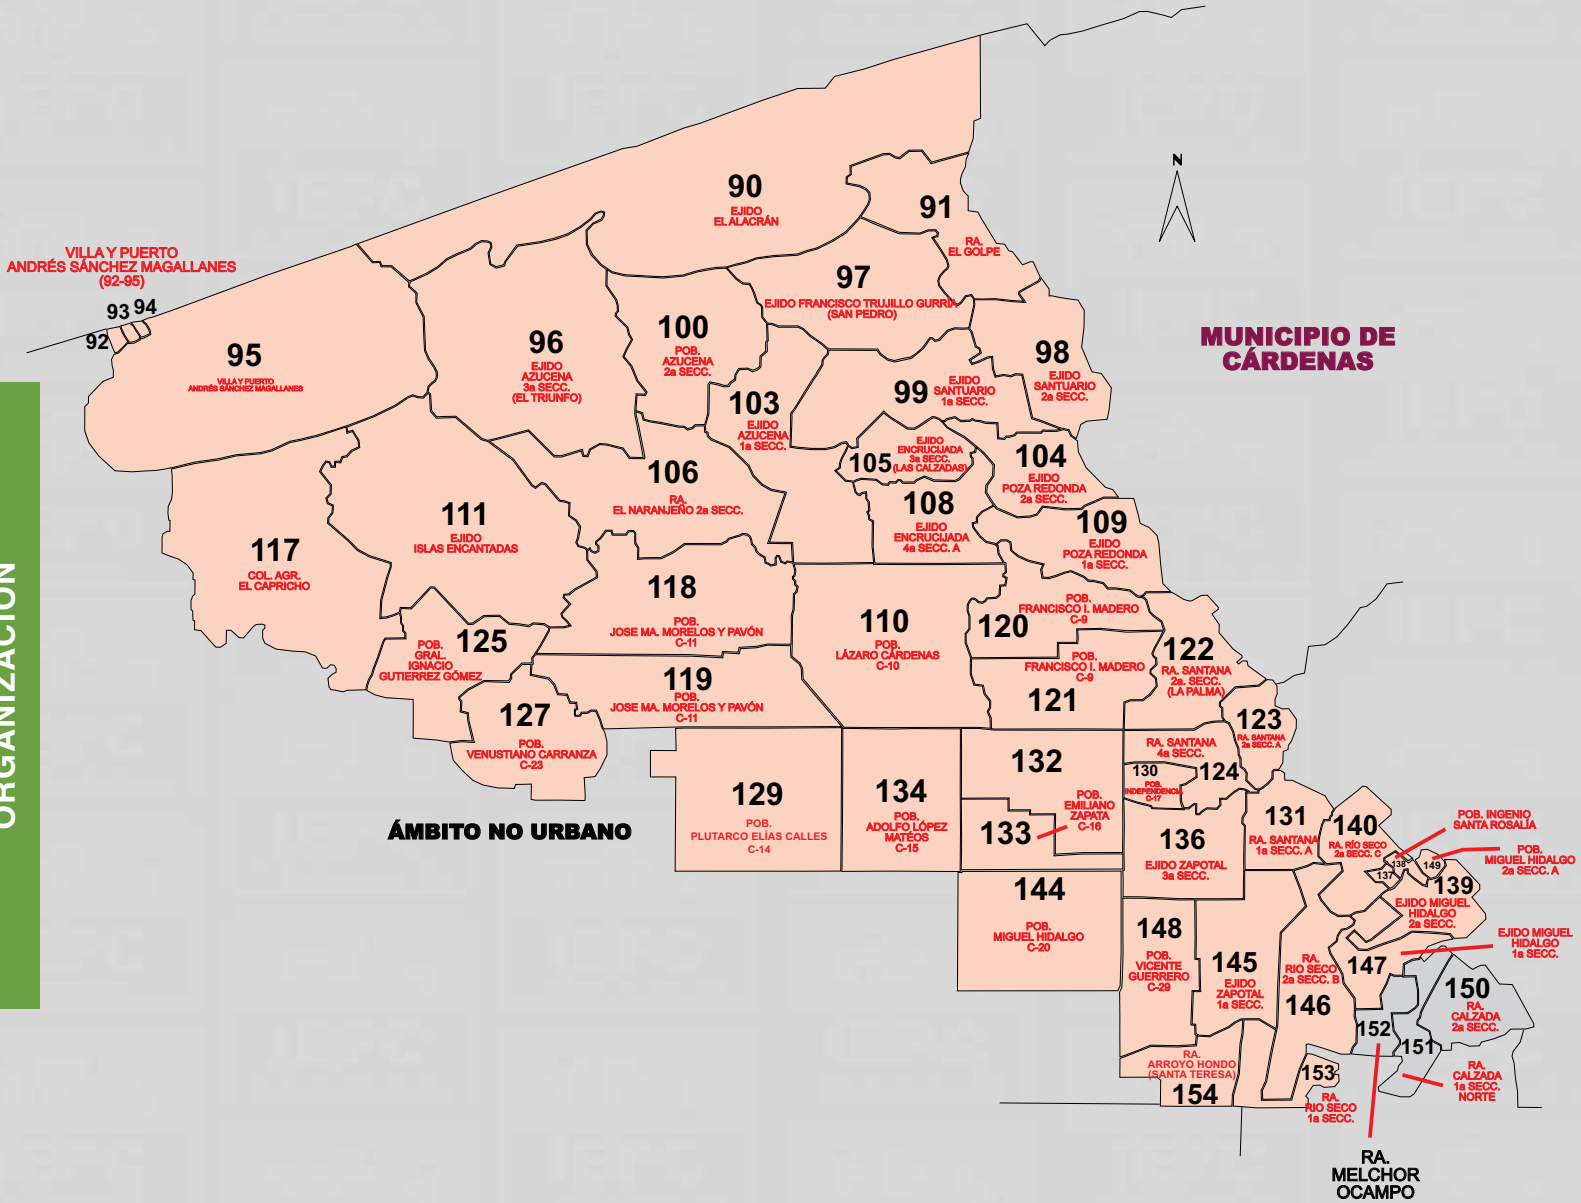 N
90
EJIDO
EL ALACRÁN
91
RA.
EL GOLPE
VILLA Y PUERTO
ANDRÉS SÁNCHEZ MAGALLANES
(92-95)
93
94
92
95
VILLA Y PUERTO
ANDRÉS SÁNCHEZ MAGALLANES
96
EJIDO
AZUCENA
3a SECC.
(EL TRIUNFO)
97
EJIDO FRANCISCO TRUJILLO GURRÍA
(SAN PEDRO)
100
POB.
AZUCENA
2a SECC.
98
EJIDO
SANTUARIO
2a SECC.
MUNICIPIO DE
CÁRDENAS
99
EJIDO
SANTUARIO
1a SECC.
103
EJIDO
AZUCENA
1a SECC.
105
EJIDO
ENCRUCIJADA
3a SECC.
(LAS CALZADAS)
104
EJIDO
POZA REDONDA
2a SECC.
106
RA.
EL NARANJEÑO 2a SECC.
108
EJIDO
ENCRUCIJADA
4a SECC. A
109
EJIDO
POZA REDONDA
1a SECC.
111
EJIDO
ISLAS ENCANTADAS
117
COL. AGR.
EL CAPRICHO
118
POB.
JOSE MA. MORELOS Y PAVÓN
C-11
110
POB.
LÁZARO CÁRDENAS
C-10
120
POB.
FRANCISCO I. MADERO
C-9
125
POB.
GRAL.
IGNACIO
GUTIERREZ GÓMEZ
119
POB.
JOSE MA. MORELOS Y PAVÓN
C-11
POB.
FRANCISCO I. MADERO
C-9
121
122
RA. SANTANA
2a. SECC.
(LA PALMA)
127
POB.
VENUSTIANO CARRANZA
C-23
123
RA. SANTANA
2a SECC. A
RA. SANTANA
4a SECC.
124
130
POB.
INDEPENDENCIA
C-17
132
POB.
EMILIANO
ZAPATA
C-16
133
129
POB.
PLUTARCO ELÍAS CALLES
C-14
134
POB.
ADOLFO LÓPEZ
MATEOS
C-15
ÁMBITO NO URBANO
136
EJIDO ZAPOTAL
3a SECC.
131
RA. SANTANA
1a SECC. A
140
RA. RÍO SECO
2a SECC. C
POB. INGENIO
SANTA ROSALÍA
138
137
149
POB.
MIGUEL HIDALGO
2a SECC. A
139
EJIDO MIGUEL
HIDALGO
2a SECC.
144
POB.
MIGUEL HIDALGO
C-20
148
POB.
VICENTE
GUERRERO
C-29
145
EJIDO
ZAPOTAL
1a SECC.
RA.
RIO SECO
2a SECC. B
146
147
EJIDO MIGUEL
HIDALGO
1a SECC.
150
RA.
CALZADA
2a SECC.
152
151
RA.
CALZADA
1a SECC.
NORTE
RA.
ARROYO HONDO
(SANTA TERESA)
154
153
RA.
RIO SECO
1a SECC.
RA.
MELCHOR
OCAMPO
ORGANIZACIÓN